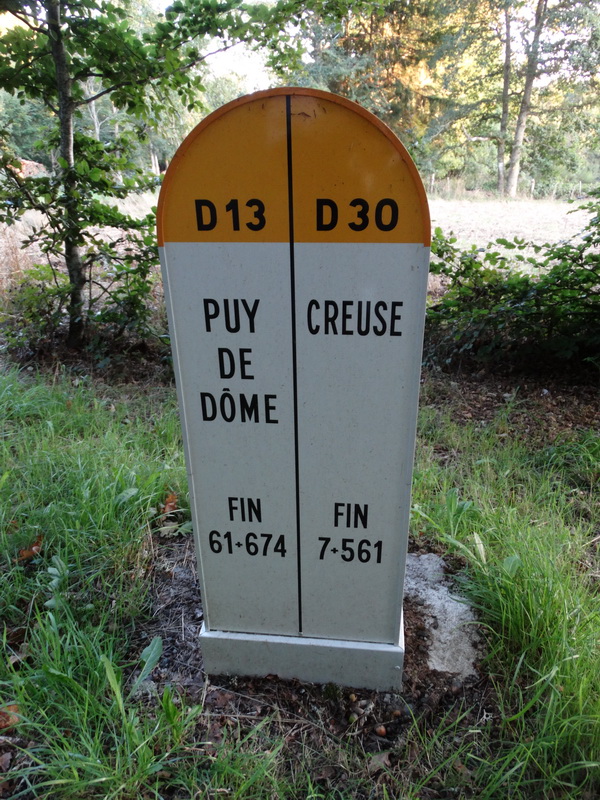 D13
PUY
DE
DÔME
FIN
61+674
D30
CREUSE
FIN
7+561